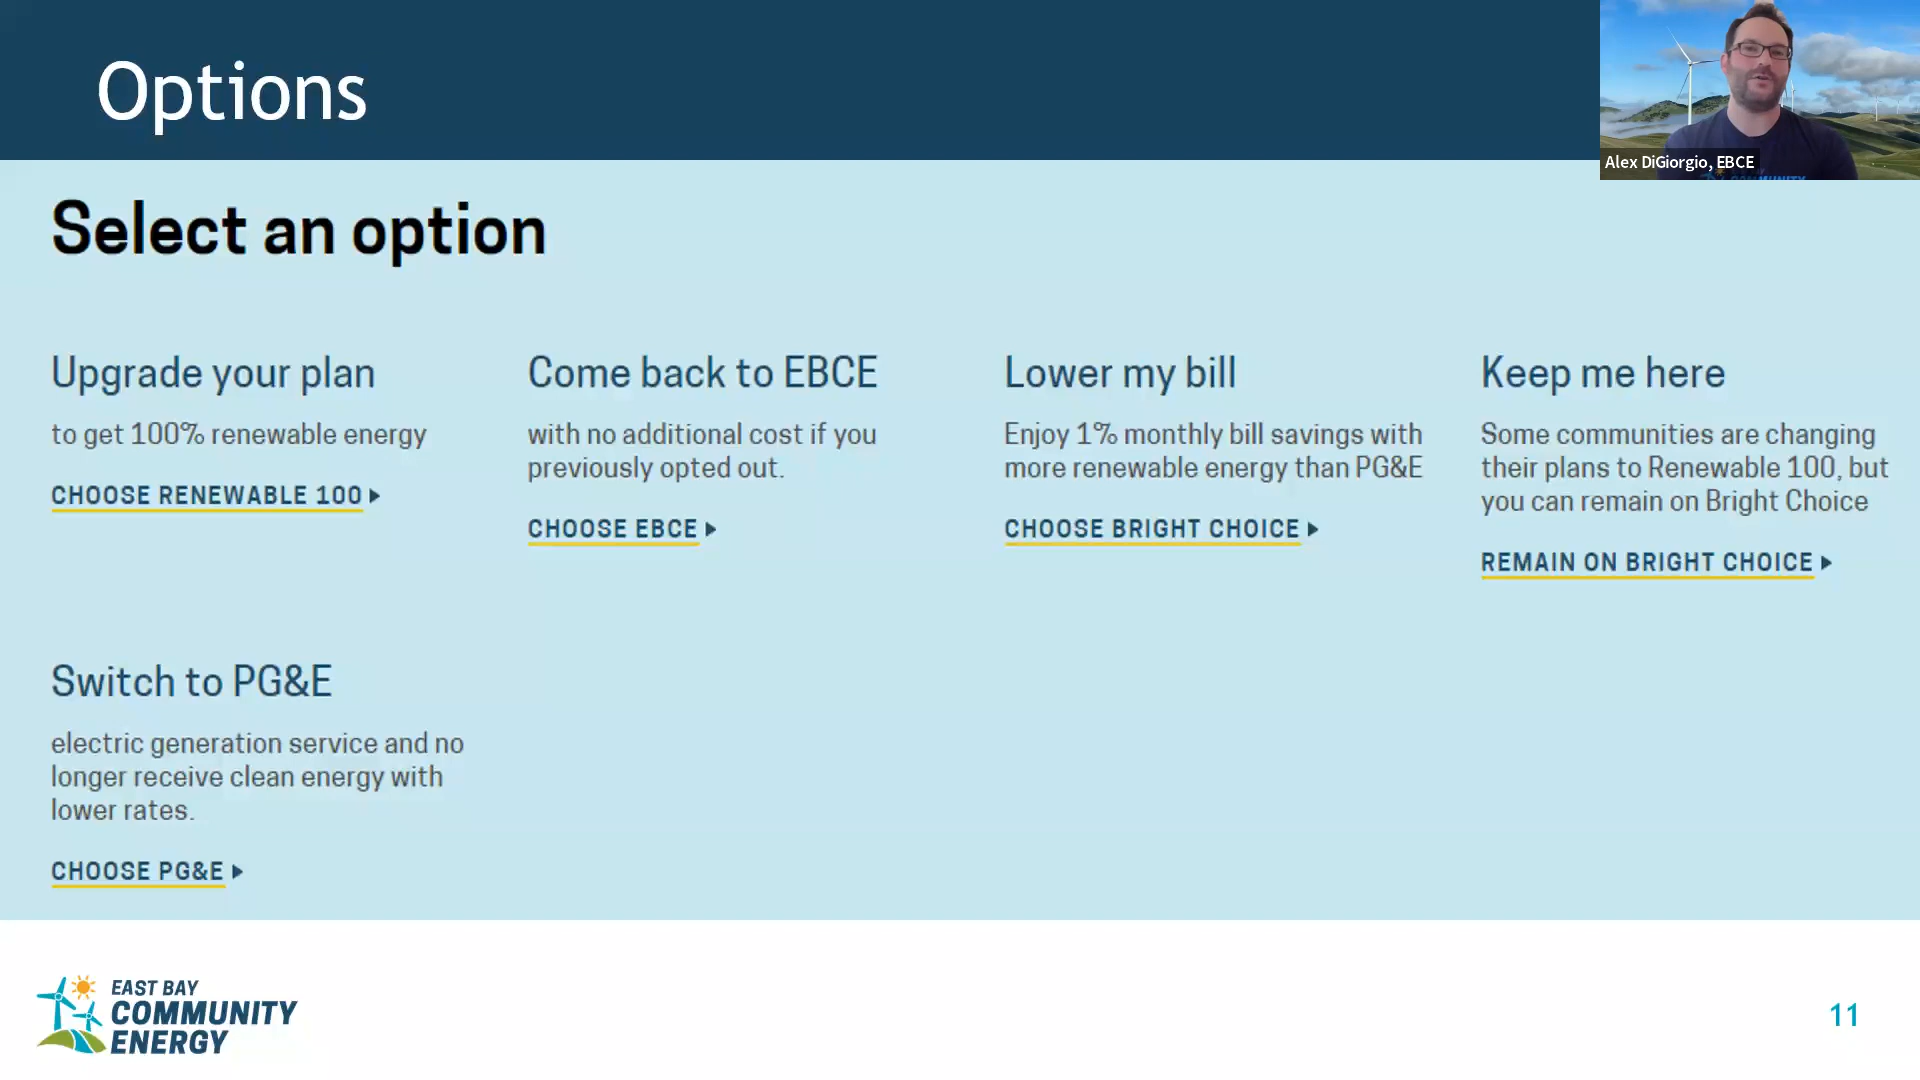 Options
Alex DiGiorgio, EBCE
Select an option
Upgrade your plan
to get 100% renewable energy
CHOOSE RENEWABLE 100
Come back to EBCE
with no additional cost if you
previously opted out.
CHOOSE EBCE
Lower my bill
Enjoy 1% monthly bill savings with
more renewable energy than PG&E
CHOOSE BRIGHT CHOICE
Keep me here
Some communities are changing
their plans to Renewable 100, but
you can remain on Bright Choice
REMAIN ON BRIGHT CHOICE
Switch to PG&E
electric generation service and no
longer receive clean energy with
lower rates.
CHOOSE PG&E
EAST BAY
COMMUNITY
ENERGY
11